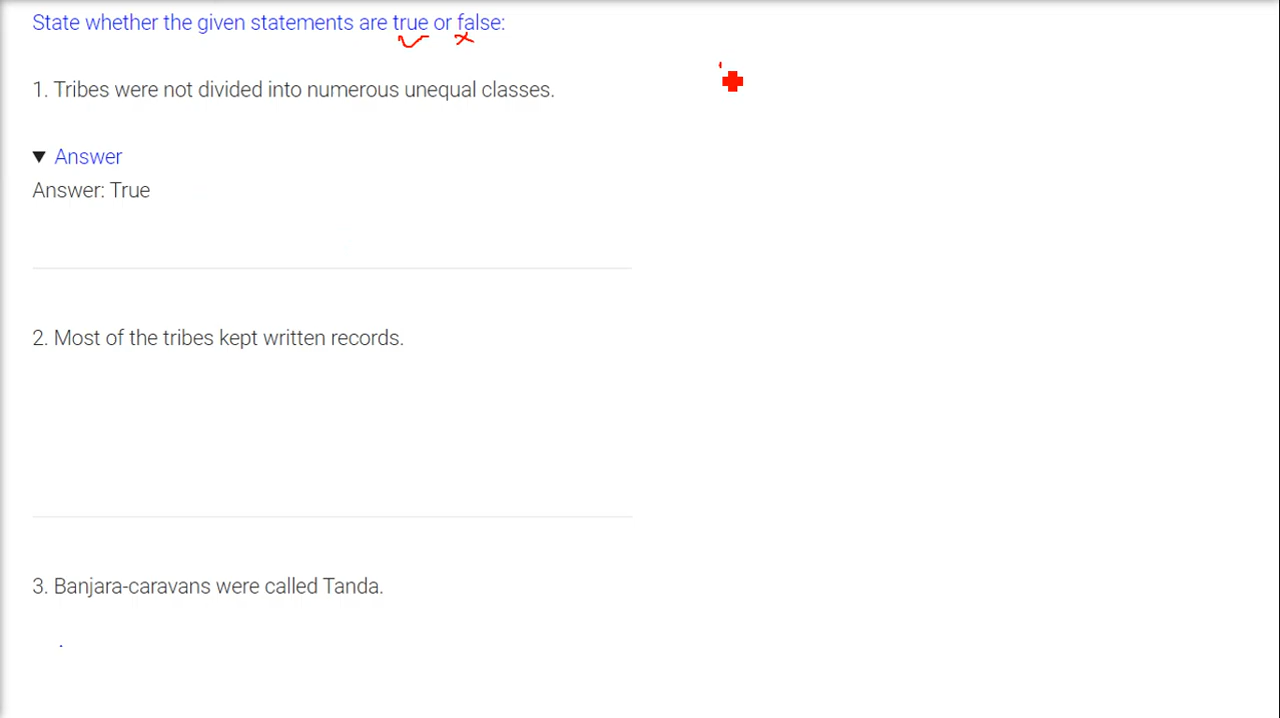 State whether the given statements are true or false:
1. Tribes were not divided into numerous unequal classes.
Answer
Answer: True
2. Most of the tribes kept written records.
3. Banjara-caravans were called Tanda.